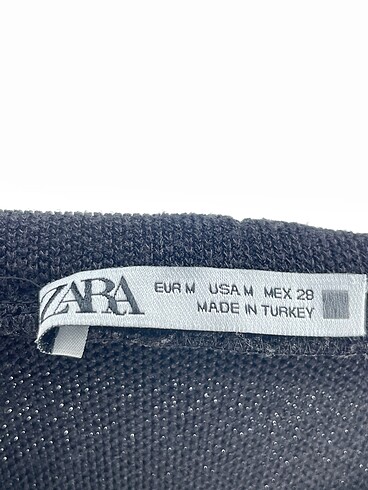 ZARA
EUR M USA M MEX 28
MADE IN TURKEY